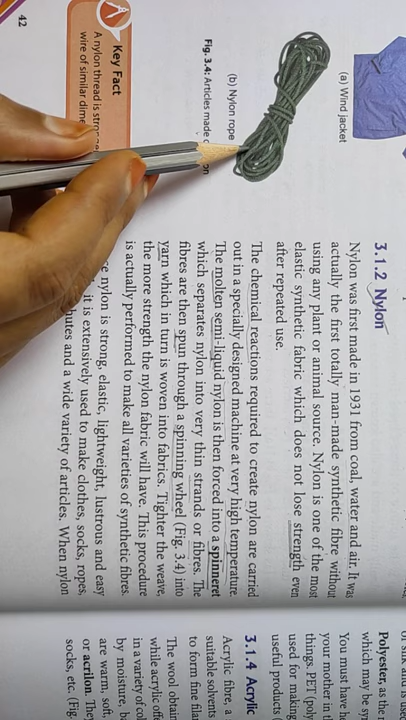 (a) Wind jacket
(b) Nylon rope
Fig. 3.4: Articles made
Key Fact
A nylon thread is
wire of similar
42
3.1.2 Nylon
Nylon was first made in 1931 from coal, water and air. It was
actually the first totally man-made synthetic fibre without
using any plant or animal source. Nylon is one of the most
elastic synthetic fabric which does not lose strength even
after repeated use.
The chemical reactions required to create nylon are carried
out in a specially designed machine at very high temperature.
The molten semi-liquid nylon is then forced into a spinneret
which separates nylon into very thin strands or fibres. The
fibres are then spun through a spinning wheel (Fig. 3.4) into
yarn which in turn is woven into fabrics. Tighter the weave,
the more strength the nylon fabric will have. This procedure
is actually performed to make all varieties of synthetic fibres.
nylon is strong, elastic, lightweight, lustrous and easy
it is extensively used to make clothes, socks, ropes,
and a wide variety of articles. When nylon
Polyester, as the
which may be
You must have
your mother in
things. PET (poly
used for making
useful products
3.1.4 Acrylic
Acrylic fibre, a
suitable solvents
to form fine
The wool
while acrylic
in a variety of
by moisture,
are warm, soft,
or acrilon. They
socks, etc. (Fig.